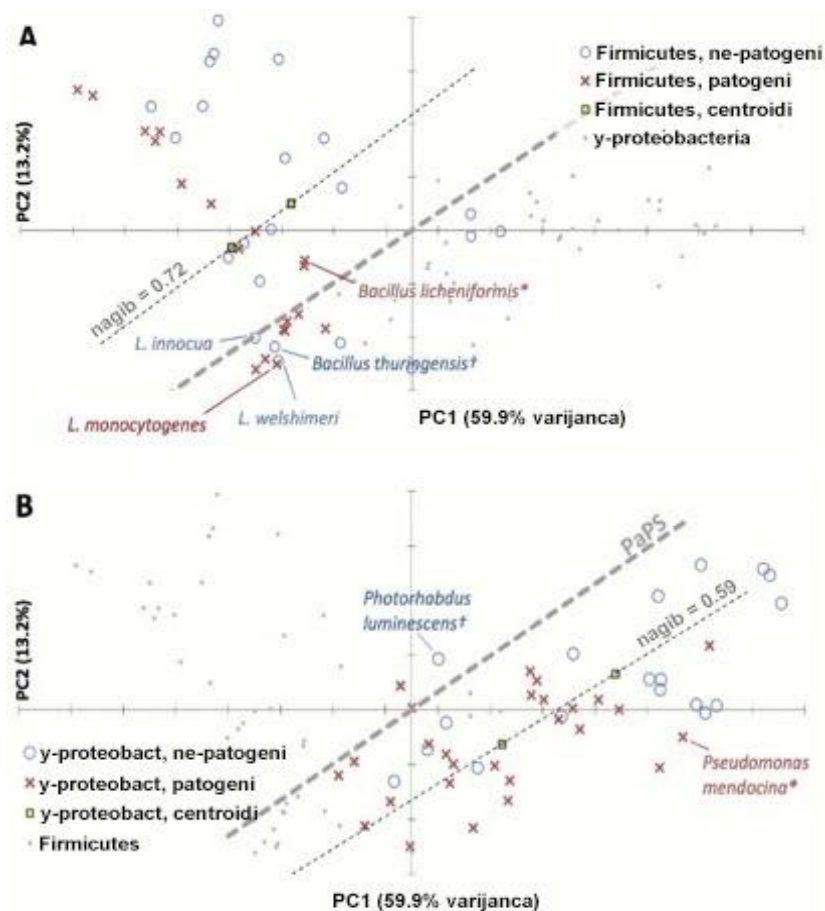 A
Firmicutes, ne-patogeni
Firmicutes, patogeni
Firmicutes, centroidi
y-proteobacteria
PC2 (13.2%)
nagib = 0.72
Bacillus licheniformis*
L. innocua
Bacillus thuringensis†
L. monocytogenes
L. welshimeri
PC1 (59.9% varijanca)
B
PaPS
Photorhabdus
luminescens†
nagib = 0.59
PC2 (13.2%)
y-proteobact, ne-patogeni
y-proteobact, patogeni
y-proteobact, centroidi
Firmicutes
Pseudomonas
mendocina*
PC1 (59.9% varijanca)